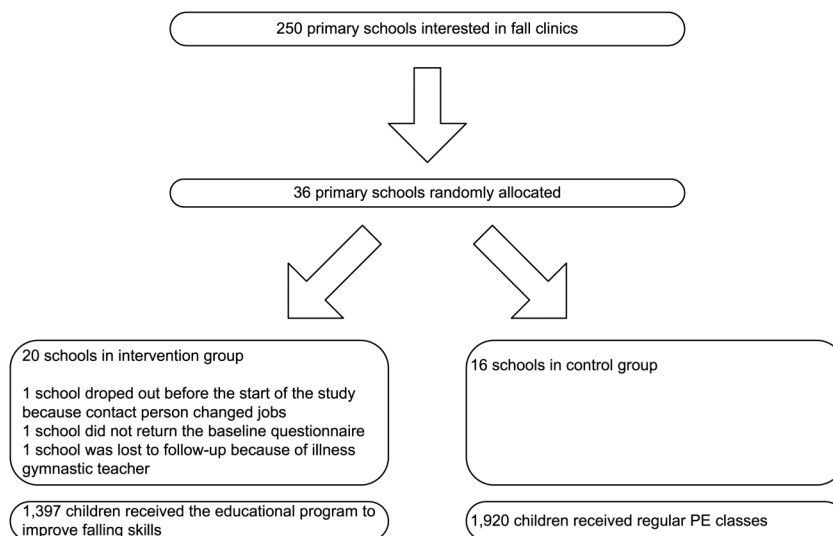 250 primary schools interested in fall clinics
36 primary schools randomly allocated
20 schools in intervention group
1 school droped out before the start of the study
because contact person changed jobs
1 school did not return the baseline questionnaire
1 school was lost to follow-up because of illness
gymnastic teacher
16 schools in control group
1,397 children received the educational program to
improve falling skills
1,920 children received regular PE classes